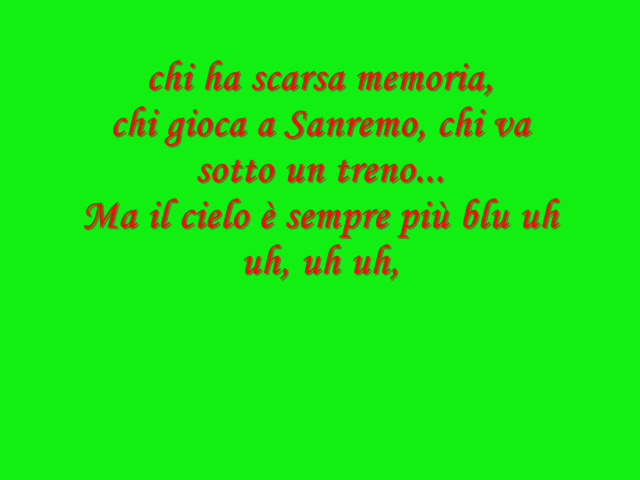 chi ha scarsa memoria,
chi gioca a Sanremo, chi va
sotto un treno...
Ma il cielo è sempre più blu uh
uh, uh uh,